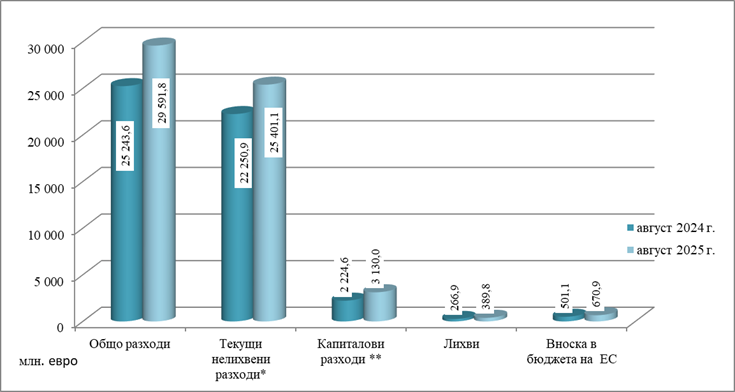 30 000
25 000
20 000
15 000
10 000
5 000
0
25 243,6
29 591,8
22 250,9
25 401,1
2 224,6
3 130,0
266,9
389,8
501,1
670,9
август 2024 г.
август 2025 г.
Общо разходи
Текущи
нелихвени
разходи*
Капиталови
разходи **
Лихви
Вноска в
бюджета на ЕС
млн. евро